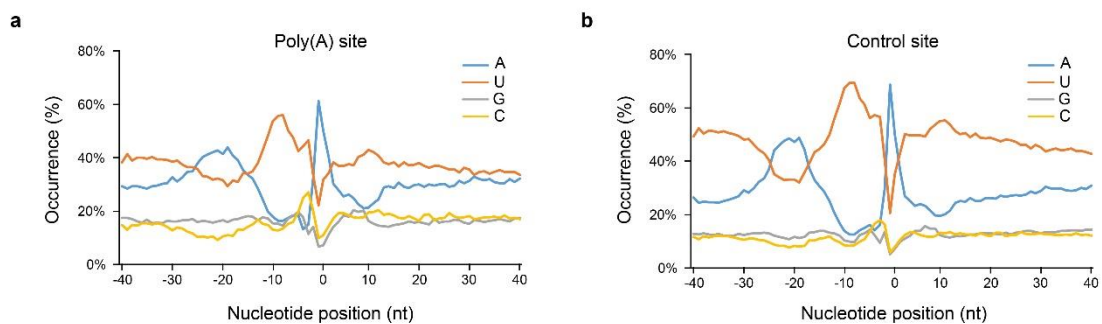 a
Poly(A) site
80%
60%
40%
20%
0%
Occurrence (%)
A
U
G
C
-40 -30 -20 -10 0 10 20 30 40
Nucleotide position (nt)
b
Control site
80%
60%
40%
20%
0%
Occurrence (%)
A
U
G
C
-40 -30 -20 -10 0 10 20 30 40
Nucleotide position (nt)